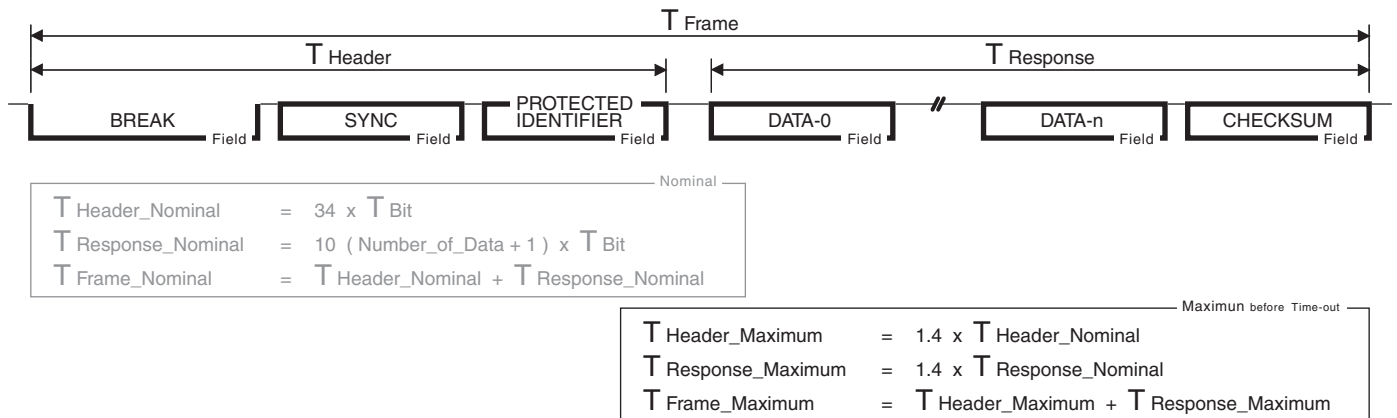 T Frame
T Header T Response
BREAK Field SYNC Field PROTECTED IDENTIFIER Field DATA-0 Field DATA-n Field CHECKSUM Field
Nominal
T Header_Nominal = 34 x T Bit
T Response_Nominal = 10 ( Number_of_Data + 1 ) x T Bit
T Frame_Nominal = T Header_Nominal + T Response_Nominal
Maximun before Time-out
T Header_Maximum = 1.4 x T Header_Nominal
T Response_Maximum = 1.4 x T Response_Nominal
T Frame_Maximum = T Header_Maximum + T Response_Maximum